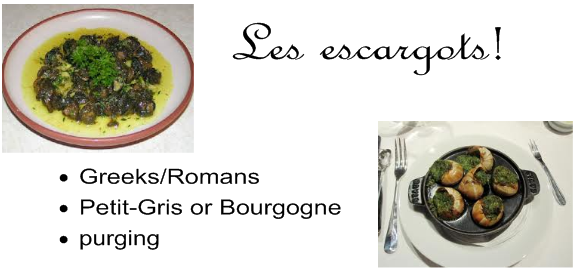 Les escargots!
• Greeks/Romans
• Petit-Gris or Bourgogne
• purging